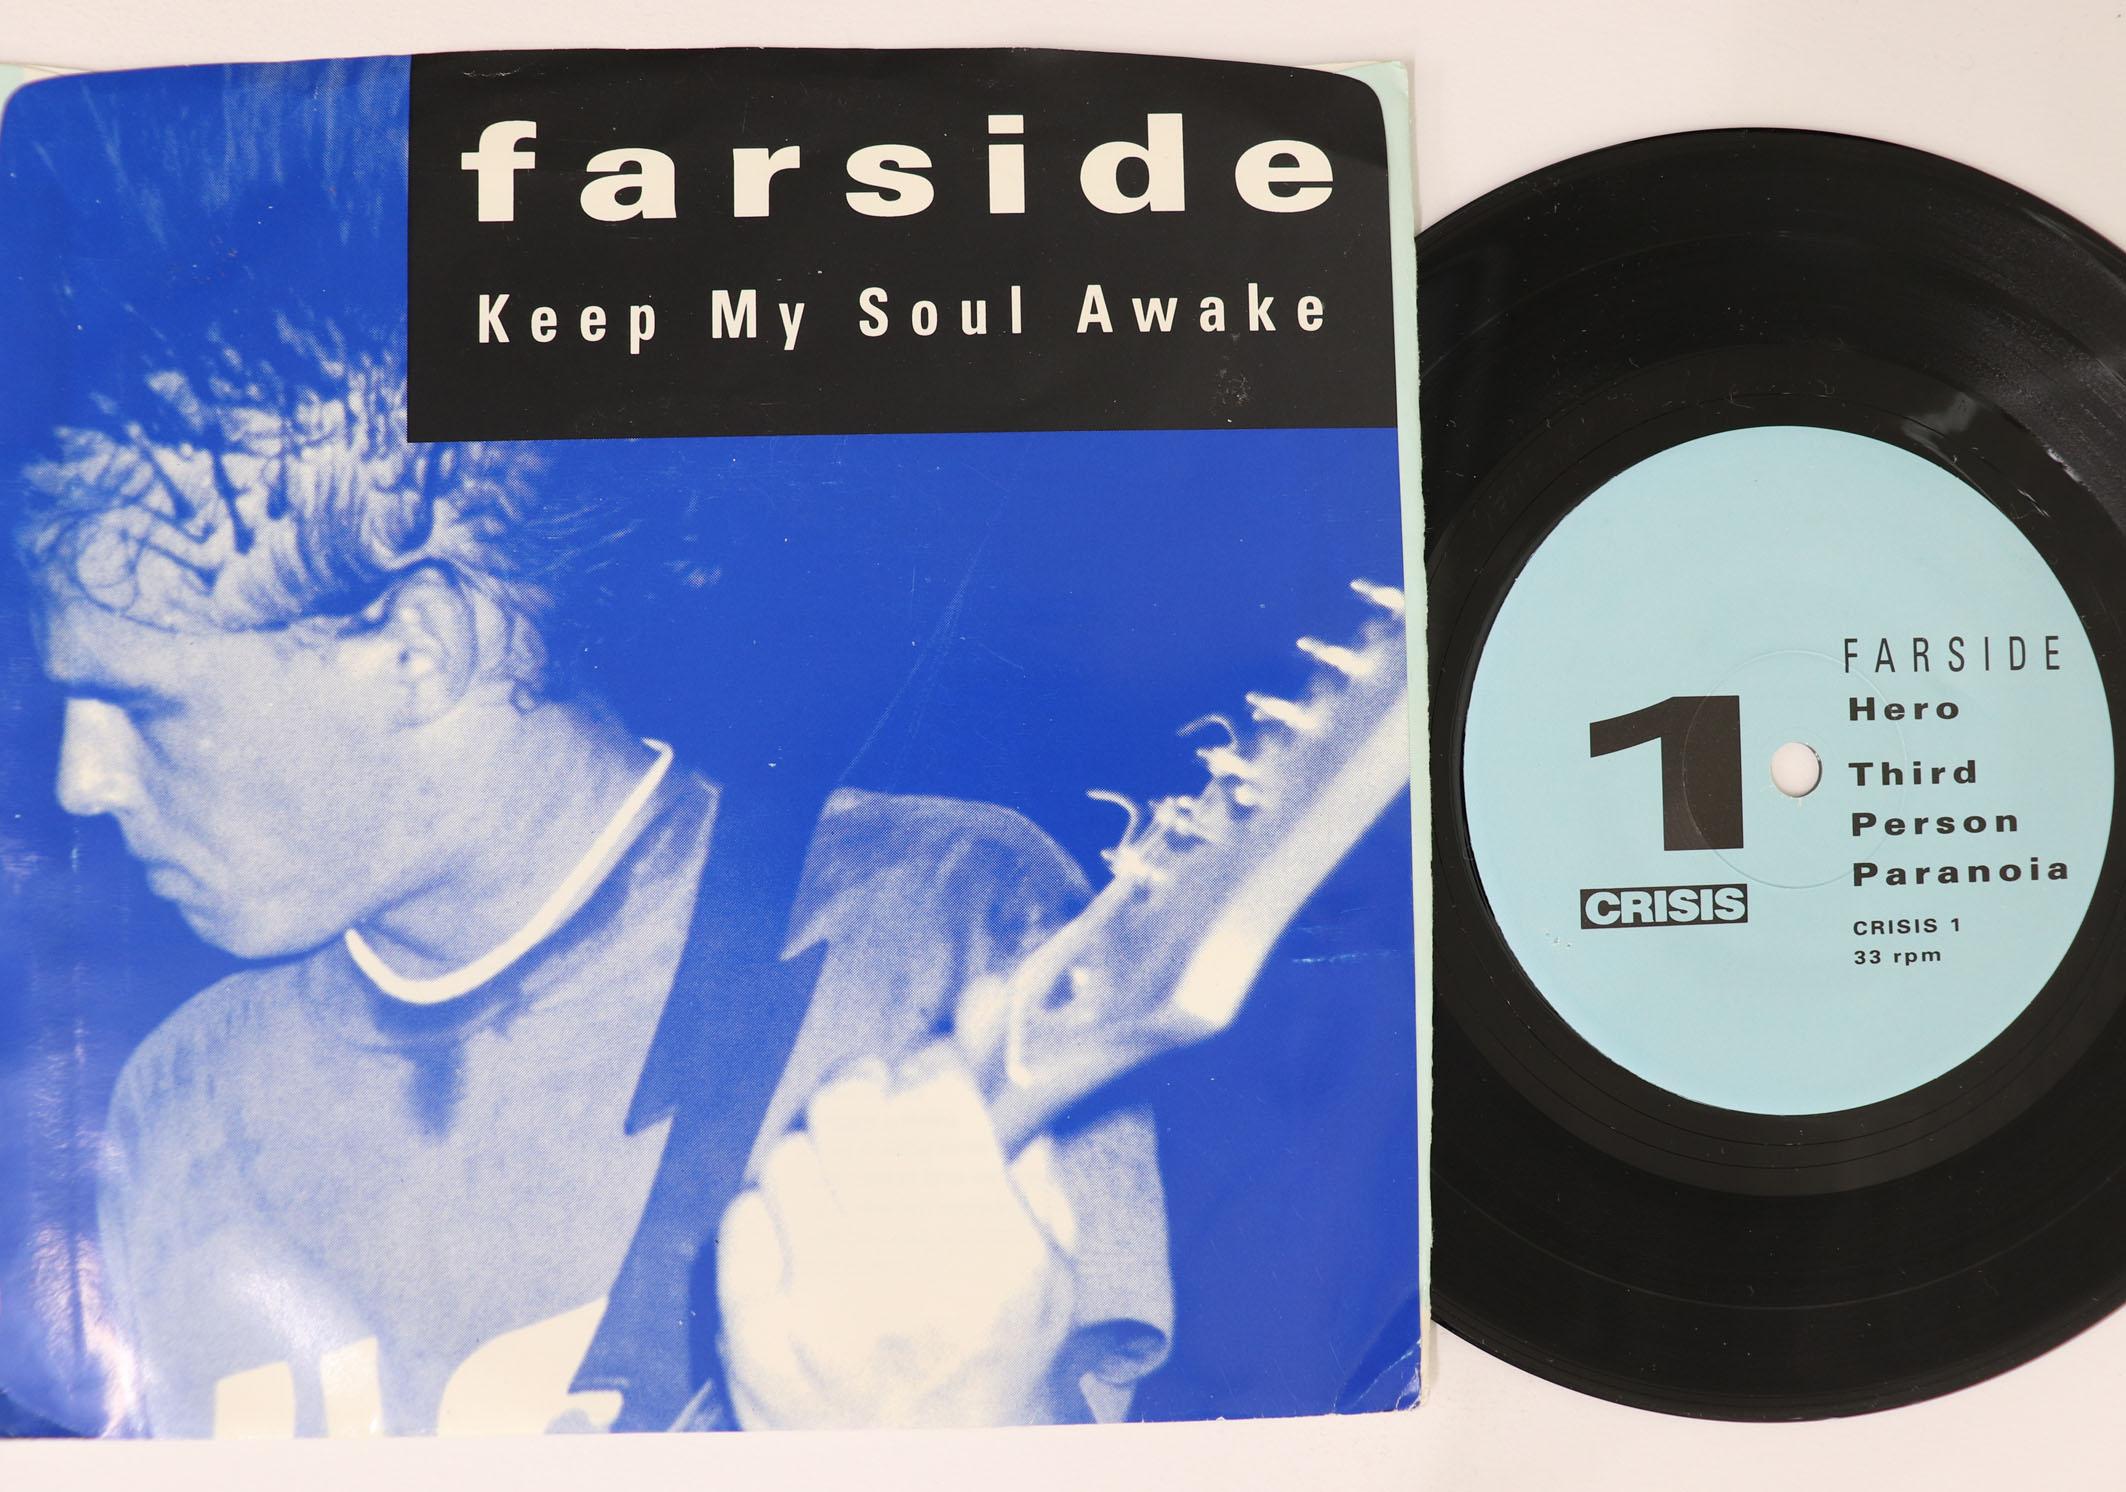 farside
Keep My Soul Awake
FARSIDE
Hero
Third
Person
Paranoia
CRISIS 1
33 rpm
1
CRISIS